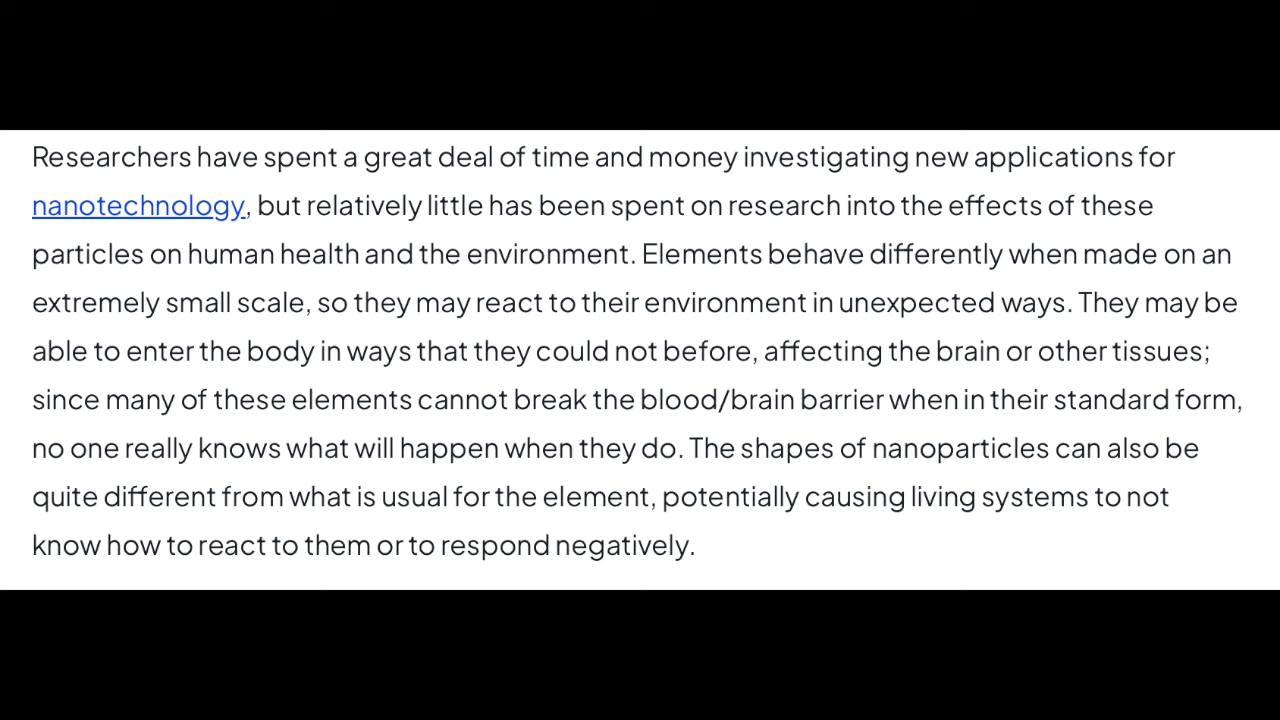 Researchers have spent a great deal of time and money investigating new applications for
nanotechnology, but relatively little has been spent on research into the effects of these
particles on human health and the environment. Elements behave differently when made on an
extremely small scale, so they may react to their environment in unexpected ways. They may be
able to enter the body in ways that they could not before, affecting the brain or other tissues;
since many of these elements cannot break the blood/brain barrier when in their standard form,
no one really knows what will happen when they do. The shapes of nanoparticles can also be
quite different from what is usual for the element, potentially causing living systems to not
know how to react to them or to respond negatively.